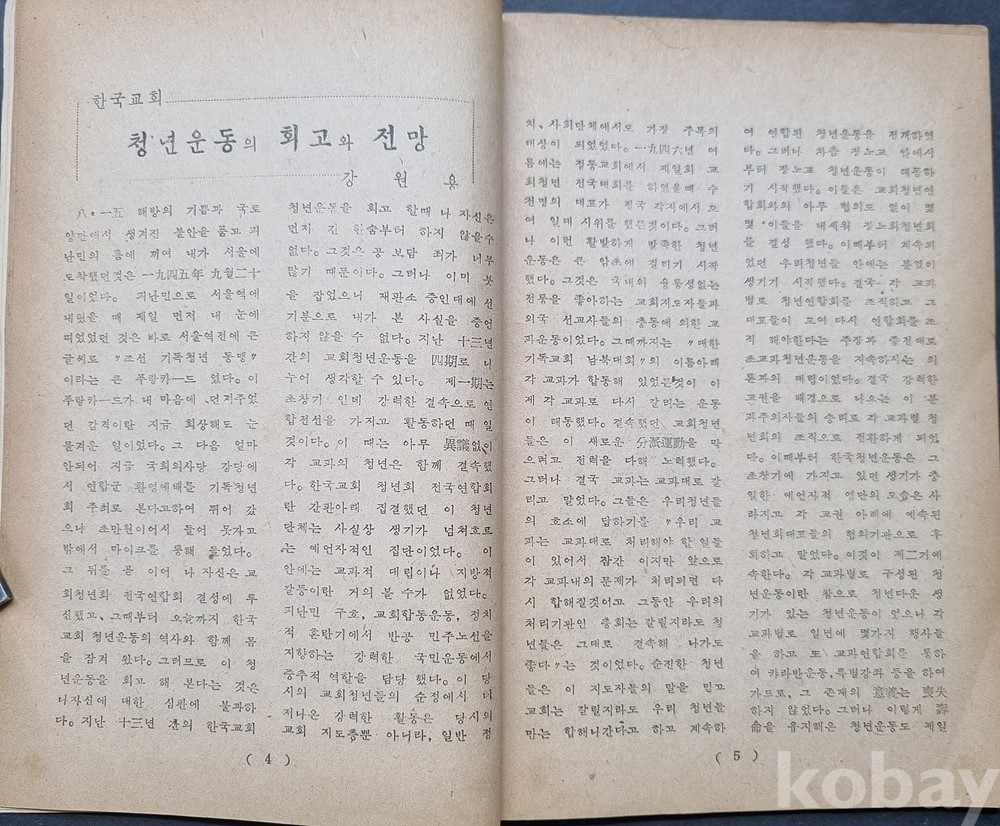 한국교회
청년운동의 회고와 전망
강 원 용
八·一五 해방의 기쁨과 국토
양단에서 생겨진 불안을 품고 피
난민의 틈에 끼여 내가 서울에
도착했던것은 一九四五年 九월二十
일이었다. 피난민으로 서울역에
내렸을 때 제일 먼저 내 눈에
띠었었던 것은 바로 서울역전에 큰
글씨로 "조선 기독청년 동맹"
이라는 큰 푸랑카—드 였다. 이
푸랑카—드가 내 마음에 던저주었
던 감격이란 지금 회상해도 눈
물겨운 일이었다. 그 다음 얼마
안되어 지금 국회의사당 강당에
서 연합군 환영예배를 기독청년
회 주최로 본다고하여 뛰어 갔
으나 초만원이어서 들어 못가고
밖에서 마이크를 통해 들었다.
그 뒤를 곧 이어 나 자신은 교
회청년회 전국연합회 결성에 투
신했고, 그때부터 오늘까지 한국
교회 청년운동의 역사와 함께 몸
을 잠겨 왔다. 그러므로 이 청
년운동을 회고 해 본다는 것은
나자신에 대한 심판에 불과하
다. 지난 十三년 간의 한국교회
청년운동을 회고 할때 나 자신은
먼저 긴 한숨부터 하지 않을수
없다. 그것은 공 보담 죄가 너무
많기 때문이다. 그러나 이미 붓
을 잡었으니 재판소 증인대에 선
기분으로 내가 본 사실을 증언
하지 않을 수 없다. 지난 十三년
간의 교회청년운동을 四期로 나
누어 생각할 수 있다. 제一期는
초창기 인데 강력한 결속으로 연
합전선을 가지고 활동하던 때 일
것이다. 이 때는 아무 異議없이
각 교파의 청년은 함께 결속했
다. 한국교회 청년회 전국연합회
란 간판아래 집결했던 이 청년
단체는 사실상 생기가 넘처흐르
는 예언자적인 집단이었다. 이
안에는 교파적 대립이나 지방적
갈등이란 거의 볼 수가 없었다.
피난민 구호, 교회합동운동, 정치
적 혼란기에서 반공 민주노선을
지향하는 강력한 국민운동에서
중추적 역할을 담당 했다. 이 당
시의 교회청년들의 순정에서 터
저나온 강력한 활동은 당시의
교회 지도층뿐 아니라, 일반 정
( 4 )
치, 사회단체에서도 가장 주목의
대상이 되었었다. 一九四六년 여
름에는 정동교회에서 제일회 교
회청년 전국대회를 하였을때 수
천명의 대표가 전국 각지에서 모
여 일대 시위를 했든것이다. 그러
나 이런 활발하게 발족한 청년
운동은 큰 암초에 걸리기 시작
했다. 그것은 국내의 융통성없는
전통을 좋아하는 교회지도자들과
외국 선교사들의 충동에 의한 교
파운동이었다. 그때까지는 "대한
기독교회 남북대회"의 이름아래
각 교파가 합동해 있었든것이 이
제 각 교파로 다시 갈리는 운동
이 태동했다. 결속했던 교회청년
들은 이 새로운 分派運動을 막
으려고 전력을 다해 노력했다.
그러나 결국 교파는 교파대로 갈
리고 말었다. 그들은 우리청년들
의 호소에 답하기를 "우리 교
파는 교파대로 처리해야 할 일들
이 있어서 잠간 이지만 앞으로
각 교파내의 문제가 처리되면 다
시 합해질것이고 그동안 우리의
처리기관인 총회는 갈릴지라도 청
년들은 그대로 결속해 나가도
좋다"는 것이었다. 순진한 청년
들은 이 지도자들의 말을 믿고
교회는 갈릴지라도 우리 청년들
만는 합해나간다고 하고 계속하
여 연합된 청년운동을 전개하였
다. 그러나 차츰 장노교 안에서
부터 장노교 청년운동이 태동하
기 시작했다. 이들은 교회청년연
합회와의 아무 협의도 없이 몇
몇 이들을 내세워 장노회청년회
를 결성 했다. 이때부터 계속되
었던 우리청년들 안에는 분열이
생기기 시작했다. 결국 각 교파
별로 청년연합회를 조직하고 그
대표들이 모여 다시 연합회를 조
직 해야한다는 주장과 종전대로
초교파청년운동을 지속하자는 의
론과의 대립이었다. 결국 강력한
교권을 배경으로 나오는 이 분
파주의자들의 승리로 각 교파별 청
년회의 조직으로 전환하게 되었
다. 이때부터 한국청년운동은 그
초창기에 가지고 있던 생기가 충
일한 예언자적 영단의 모습은 사
라지고 각 교권 아래에 예속된
청년회대표들의 협의기관으로 후
퇴하고 말었다. 이것이 제二기에
속한다. 각 교파별로 구성된 청
년운동이란 참으로 청년다운 생
기가 있는 청년운동이 었으나 각
교파별로 일년에 몇가지 행사들
을 하고 또 교파연합회를 통하
여 카라반운동, 특별강좌 등을 하여
가므로, 그 존재의 意義는 喪失
하지 않었다. 그러나 이렇게 壽
命을 유지해온 청년운동도 제일
( 5 )
kobay